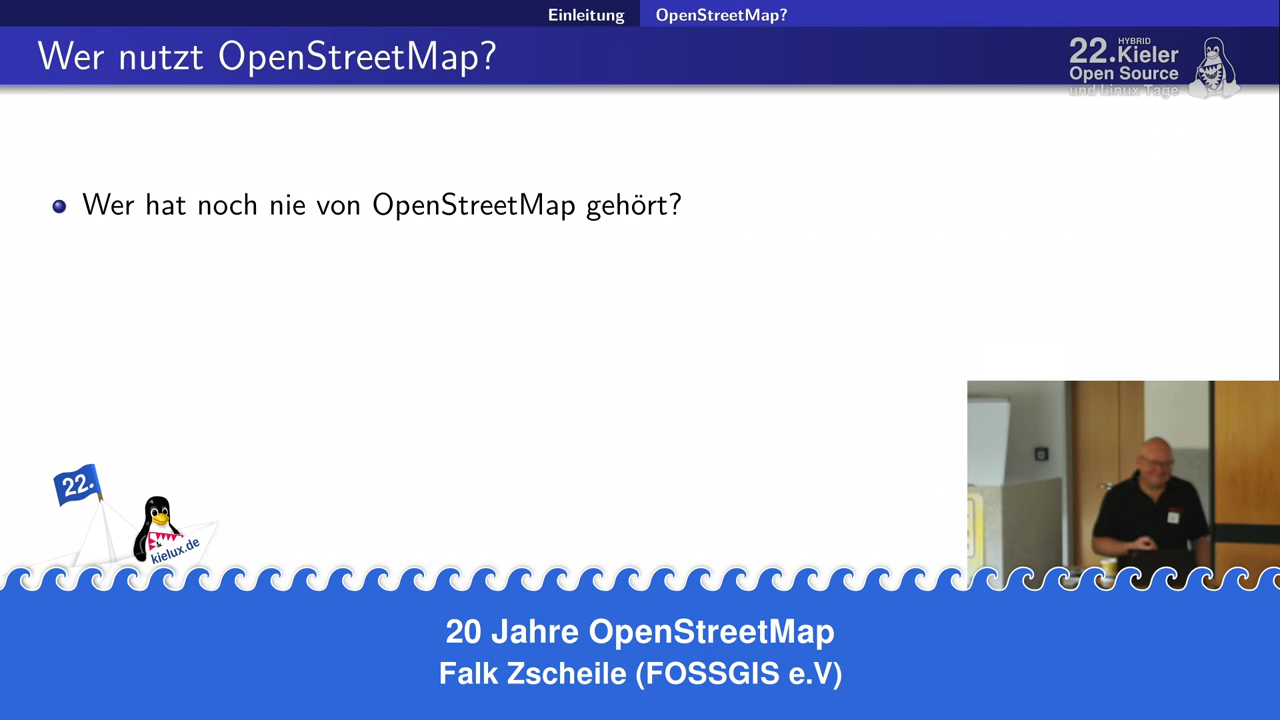 Einleitung
OpenStreetMap?
Wer nutzt OpenStreetMap?
HYBRID
22.Kieler
Open Source
und Linux Tage
Wer hat noch nie von OpenStreetMap gehört?
22.
kielux.de
20 Jahre OpenStreetMap
Falk Zscheile (FOSSGIS e.V)